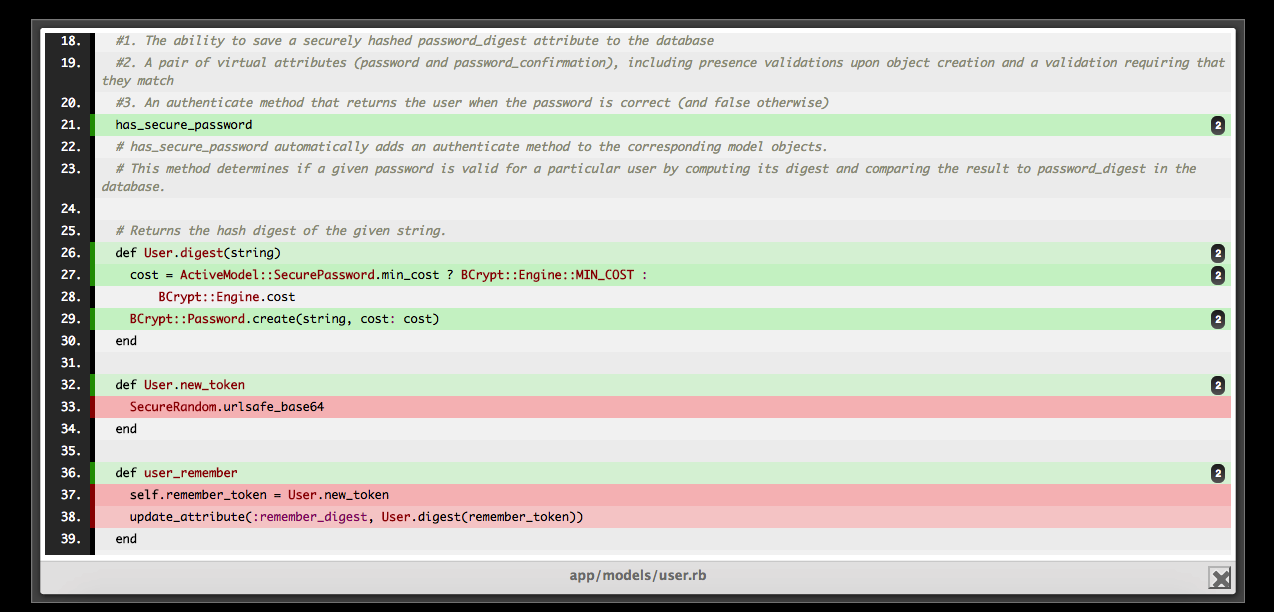 18. #1. The ability to save a securely hashed password_digest attribute to the database
19. #2. A pair of virtual attributes (password and password_confirmation), including presence validations upon object creation and a validation requiring that
they match
20. #3. An authenticate method that returns the user when the password is correct (and false otherwise)
21. has_secure_password 2
22. # has_secure_password automatically adds an authenticate method to the corresponding model objects.
23. # This method determines if a given password is valid for a particular user by computing its digest and comparing the result to password_digest in the
database.
24.
25. # Returns the hash digest of the given string.
26. def User.digest(string) 2
27. cost = ActiveModel::SecurePassword.min_cost ? BCrypt::Engine::MIN_COST : 2
28. BCrypt::Engine.cost
29. BCrypt::Password.create(string, cost: cost) 2
30. end
31.
32. def User.new_token 2
33. SecureRandom.urlsafe_base64
34. end
35.
36. def user_remember 2
37. self.remember_token = User.new_token
38. update_attribute(:remember_digest, User.digest(remember_token))
39. end
app/models/user.rb